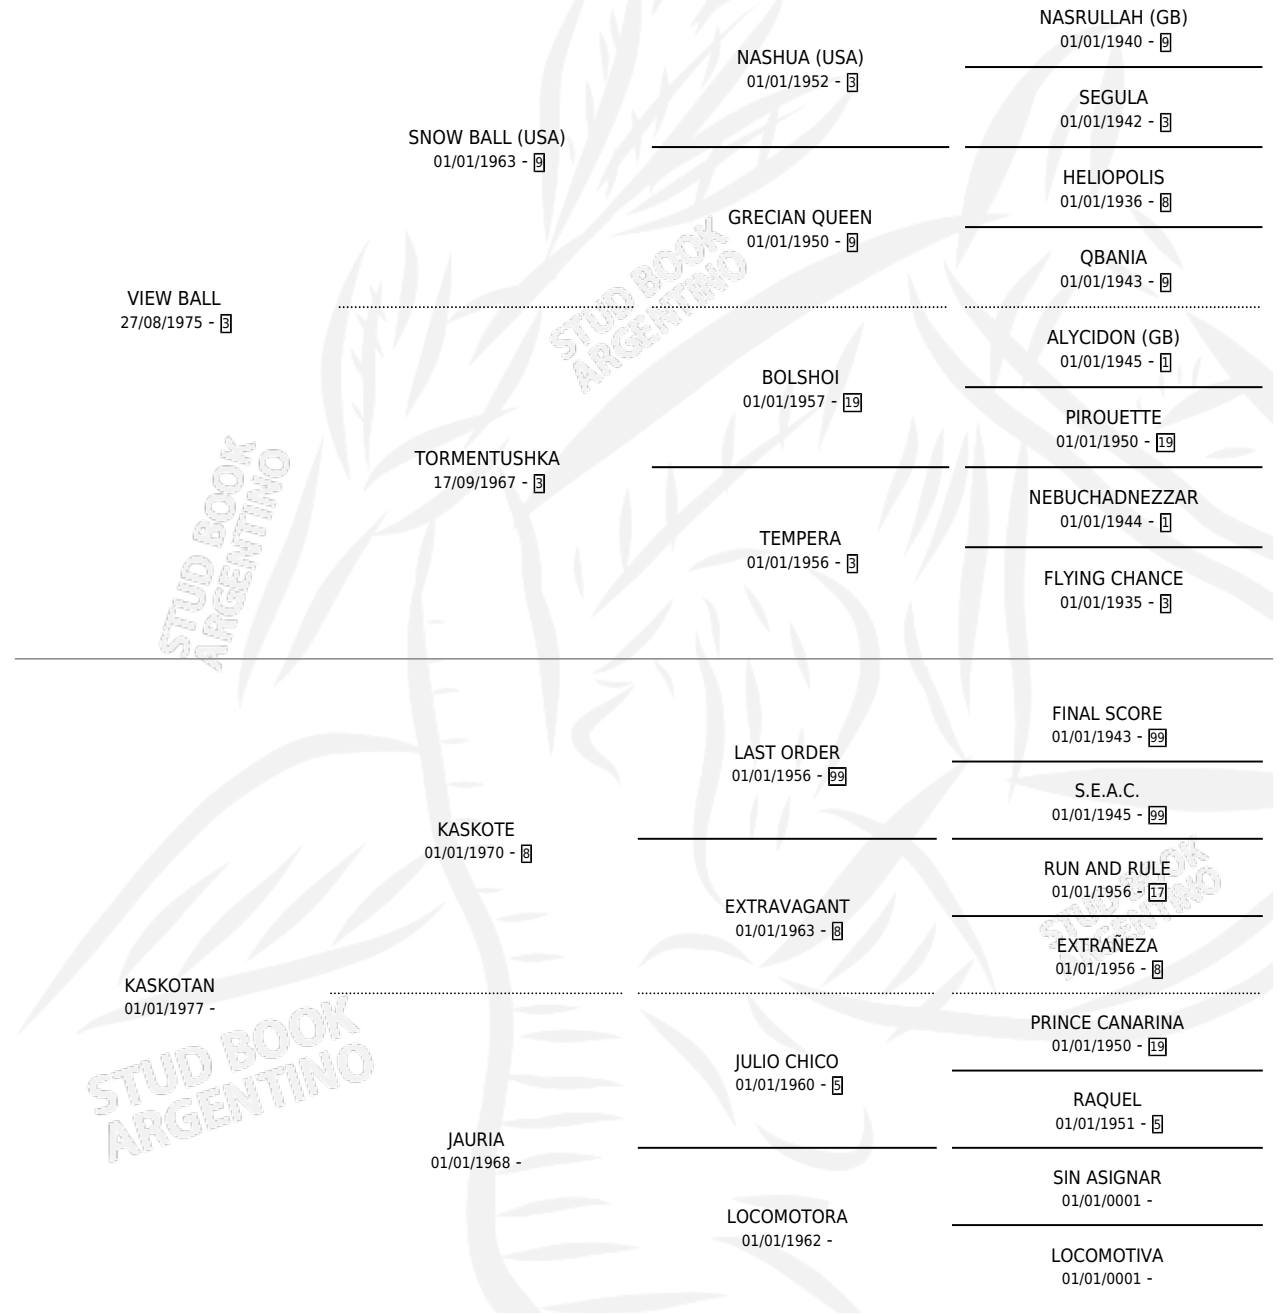 NASRULLAH (GB)
01/01/1940 - 9
NASHUA (USA)
01/01/1952 - 3
SEGULA
01/01/1942 - 3
SNOW BALL (USA)
01/01/1963 - 9
HELIOPOLIS
01/01/1936 - 8
GRECIAN QUEEN
01/01/1950 - 9
QBANIA
01/01/1943 - 9
VIEW BALL
27/08/1975 - 3
STUD BOOK
ARGENTINO
ALYCIDON (GB)
01/01/1945 - 1
BOLSHOI
01/01/1957 - 19
PIROUETTE
01/01/1950 - 19
TORMENTUSHKA
17/09/1967 - 3
NEBUCHADNEZZAR
01/01/1944 - 1
TEMPERA
01/01/1956 - 3
FLYING CHANCE
01/01/1935 - 3
STUD BOOK
ARGENTINO
FINAL SCORE
01/01/1943 - 99
LAST ORDER
01/01/1956 - 99
S.E.A.C.
01/01/1945 - 99
KASKOTE
01/01/1970 - 8
RUN AND RULE
01/01/1956 - 17
EXTRAVAGANT
01/01/1963 - 8
STUD BOOK
ARGENTINO
EXTRAÑEZA
01/01/1956 - 8
KASKOTAN
01/01/1977 -
PRINCE CANARINA
01/01/1950 - 19
STUD BOOK
ARGENTINO
JULIO CHICO
01/01/1960 - 5
RAQUEL
01/01/1951 - 5
JAURIA
01/01/1968 -
SIN ASIGNAR
01/01/0001 -
LOCOMOTORA
01/01/1962 -
LOCOMOTIVA
01/01/0001 -